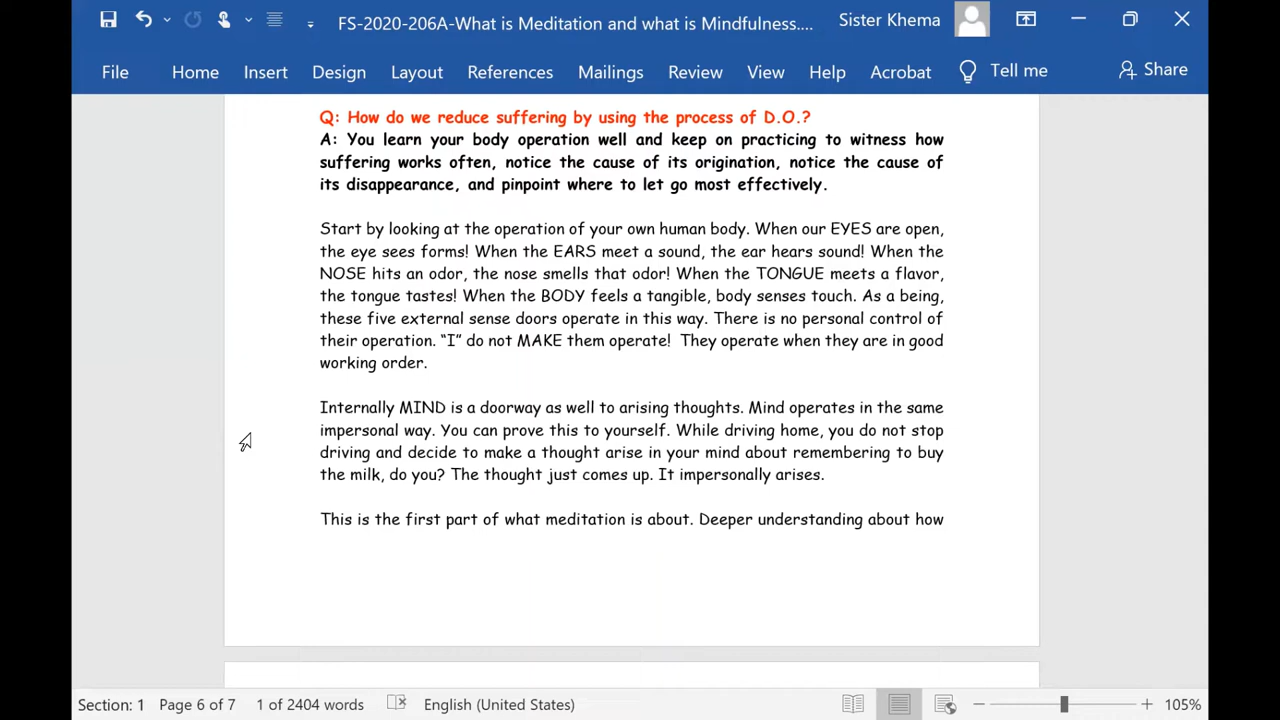 FS-2020-206A-What is Meditation and what is Mindfulness....
Sister Khema
File Home Insert Design Layout References Mailings Review View Help Acrobat Tell me Share
Q: How do we reduce suffering by using the process of D.O.?
A: You learn your body operation well and keep on practicing to witness how
suffering works often, notice the cause of its origination, notice the cause of
its disappearance, and pinpoint where to let go most effectively.
Start by looking at the operation of your own human body. When our EYES are open,
the eye sees forms! When the EARS meet a sound, the ear hears sound! When the
NOSE hits an odor, the nose smells that odor! When the TONGUE meets a flavor,
the tongue tastes! When the BODY feels a tangible, body senses touch. As a being,
these five external sense doors operate in this way. There is no personal control of
their operation. “I” do not MAKE them operate!  They operate when they are in good
working order.
Internally MIND is a doorway as well to arising thoughts. Mind operates in the same
impersonal way. You can prove this to yourself. While driving home, you do not stop
driving and decide to make a thought arise in your mind about remembering to buy
the milk, do you? The thought just comes up. It impersonally arises.
This is the first part of what meditation is about. Deeper understanding about how
Section: 1 Page 6 of 7 1 of 2404 words English (United States) 105%